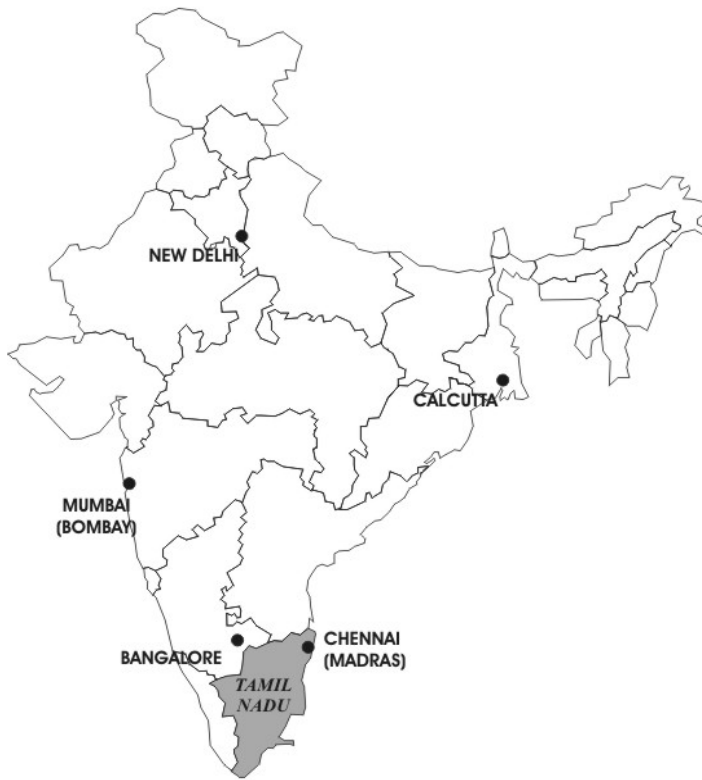 NEW DELHI
CALCUTTA
MUMBAI
(BOMBAY)
BANGALORE
CHENNAI
(MADRAS)
TAMIL
NADU